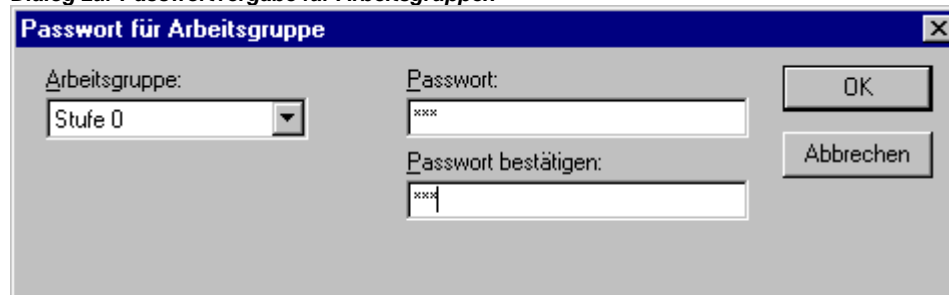 Dialog zur Passwortvergabe für Arbeitsgruppen
Passwort für Arbeitsgruppe
Arbeitsgruppe:
Stufe 0
Passwort:
***
Passwort bestätigen:
***
OK
Abbrechen